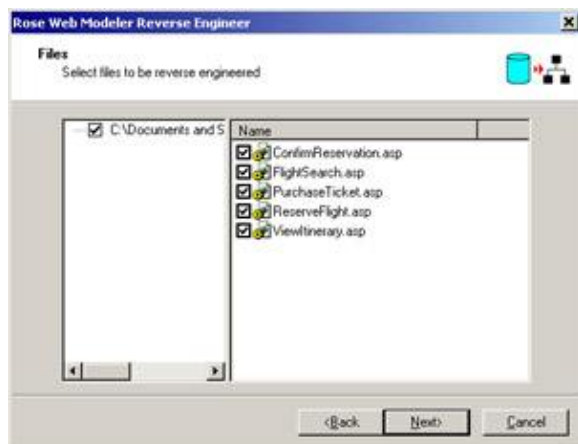 Rose Web Modeler Reverse Engineer
Files
Select files to be reverse engineered
C:\Documents and S
Name
ConfirmReservation.asp
FlightSearch.asp
PurchaseTicket.asp
ReserveFlight.asp
ViewItinerary.asp
<Back
Next>
Cancel